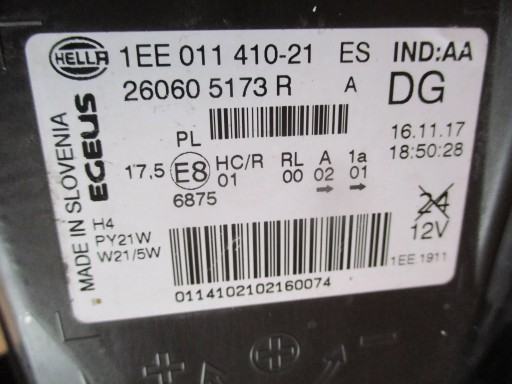 HELLA 1EE 011 410-21 ES IND:AA
26060 5173 R A DG
MADE IN SLOVENIA
EGEUS
PL
16.11.17
18:50:28
17,5 E8 HC/R RL A 1a
01 00 02 01
6875
H4
PY21W
W21/5W
24
12V
1EE 1911
0114102102160074